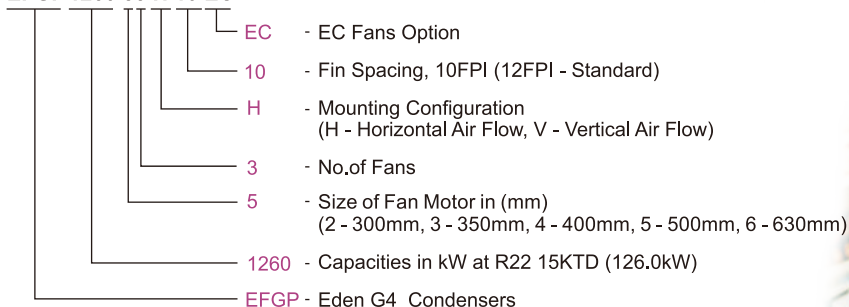 EC - EC Fans Option
10 - Fin Spacing, 10FPI (12FPI - Standard)
H - Mounting Configuration
(H - Horizontal Air Flow, V - Vertical Air Flow)
3 - No.of Fans
5 - Size of Fan Motor in (mm)
(2 - 300mm, 3 - 350mm, 4 - 400mm, 5 - 500mm, 6 - 630mm)
1260 - Capacities in kW at R22 15KTD (126.0kW)
EFGP - Eden G4 Condensers